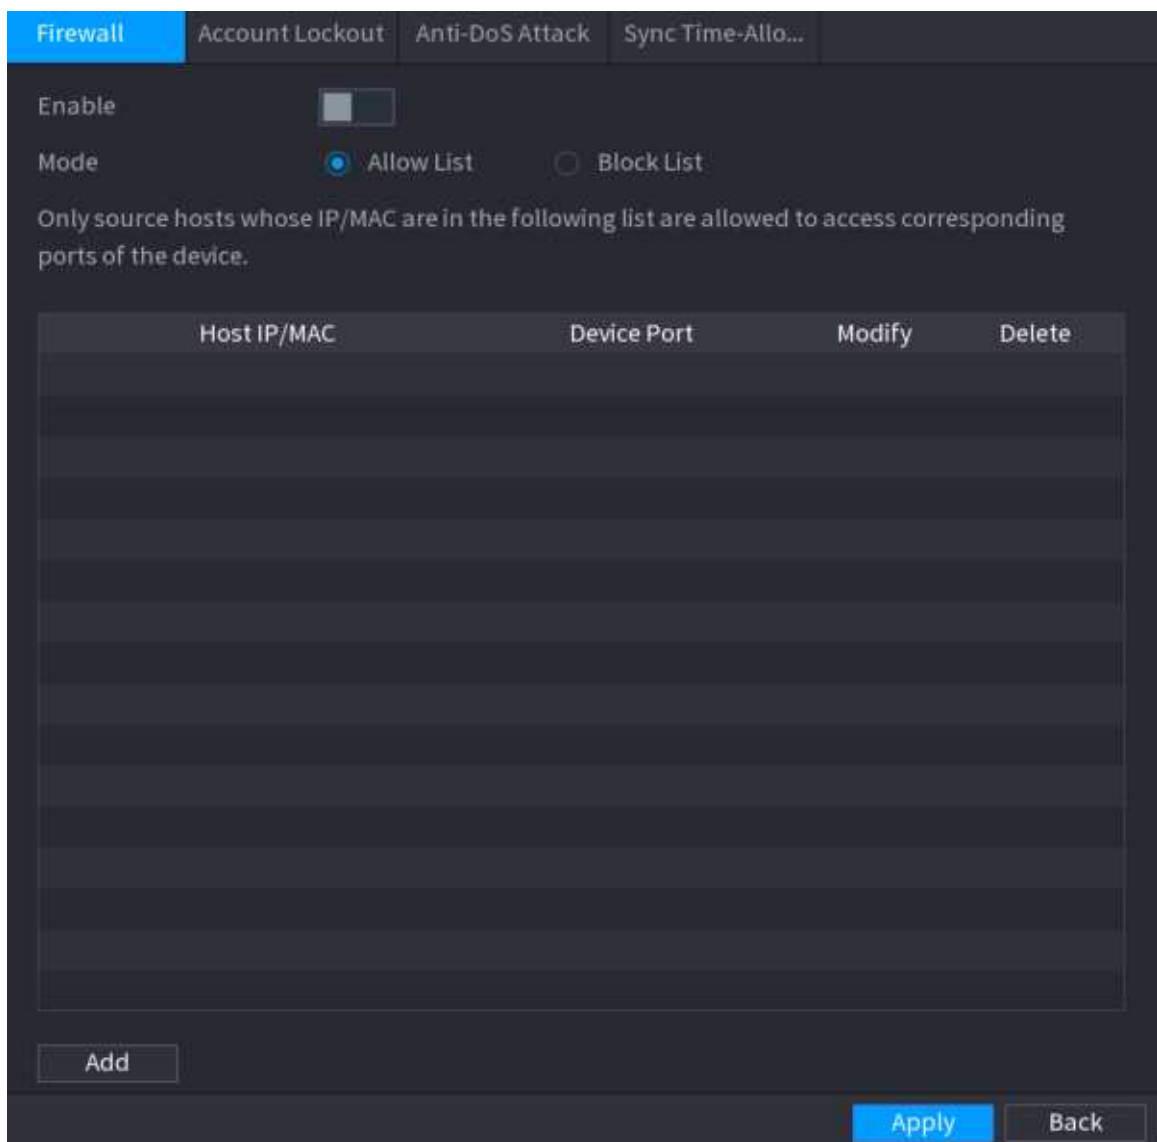 Firewall Account Lockout Anti-DoS Attack Sync Time-Allo...
Enable
Mode Allow List Block List
Only source hosts whose IP/MAC are in the following list are allowed to access corresponding
ports of the device.
Host IP/MAC Device Port Modify Delete
Add
Apply Back